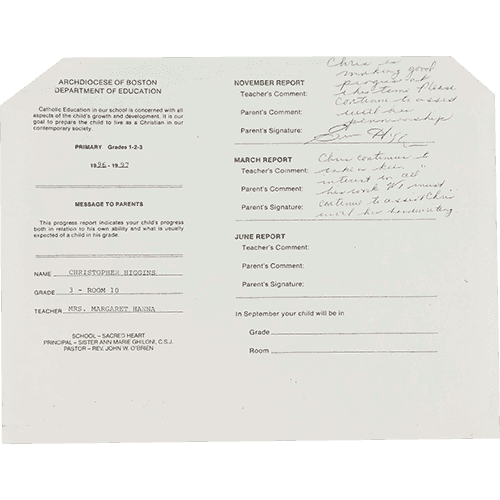 ARCHDIOCESE OF BOSTON
DEPARTMENT OF EDUCATION
Catholic Education in our school is concerned with all
aspects of the child's growth and development. It is our
goal to prepare the child to live as a Christian in our
contemporary society.
PRIMARY Grades 1-2-3
1996 - 1997
MESSAGE TO PARENTS
This progress report indicates your child's progress
both in relation to his own ability and what is usually
expected of a child in his grade.
NAME CHRISTOPHER HIGGINS
GRADE 3 - ROOM 10
TEACHER MRS. MARGARET HANNA
SCHOOL – SACRED HEART
PRINCIPAL – SISTER ANN MARIE GHILONI, C.S.J.
PASTOR – REV. JOHN W. O'BRIEN
Chris is
making good
NOVEMBER REPORT progress
Teacher's Comment: this term. Please
Parent's Comment: continue to assist
with his
penmanship
Parent's Signature:
MARCH REPORT Chris continues to
Teacher's Comment: take a keen
interest in all
Parent's Comment: his work. We must
Parent's Signature: continue to assist Chris
with his handwriting.
JUNE REPORT
Teacher's Comment:
Parent's Comment:
Parent's Signature:
In September your child will be in
Grade
Room